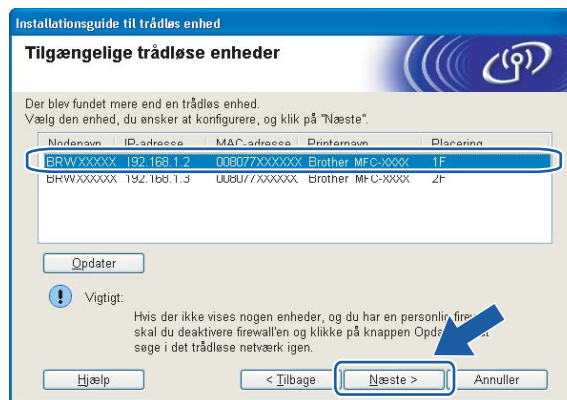 Installationsguide til trådløs enhed
Tilgængelige trådløse enheder
Der blev fundet mere end en trådløs enhed.
Vælg den enhed, du ønsker at konfigurere, og klik på "Næste".
Nodenavn IP-adresse MAC-adresse Printernavn Placering
BRWXXXXX 192.168.1.2 008077XXXXXX Brother MFC-XXXX 1F
BRWXXXXX 192.168.1.3 008077XXXXXX Brother MFC-XXXX 2F
Opdater
Vigtigt:
Hvis der ikke vises nogen enheder, og du har en personlig
skal du deaktivere firewall'en og klikke på knappen
søge i det trådløse netværk igen.
Hjælp < Tilbage Næste > Annuller